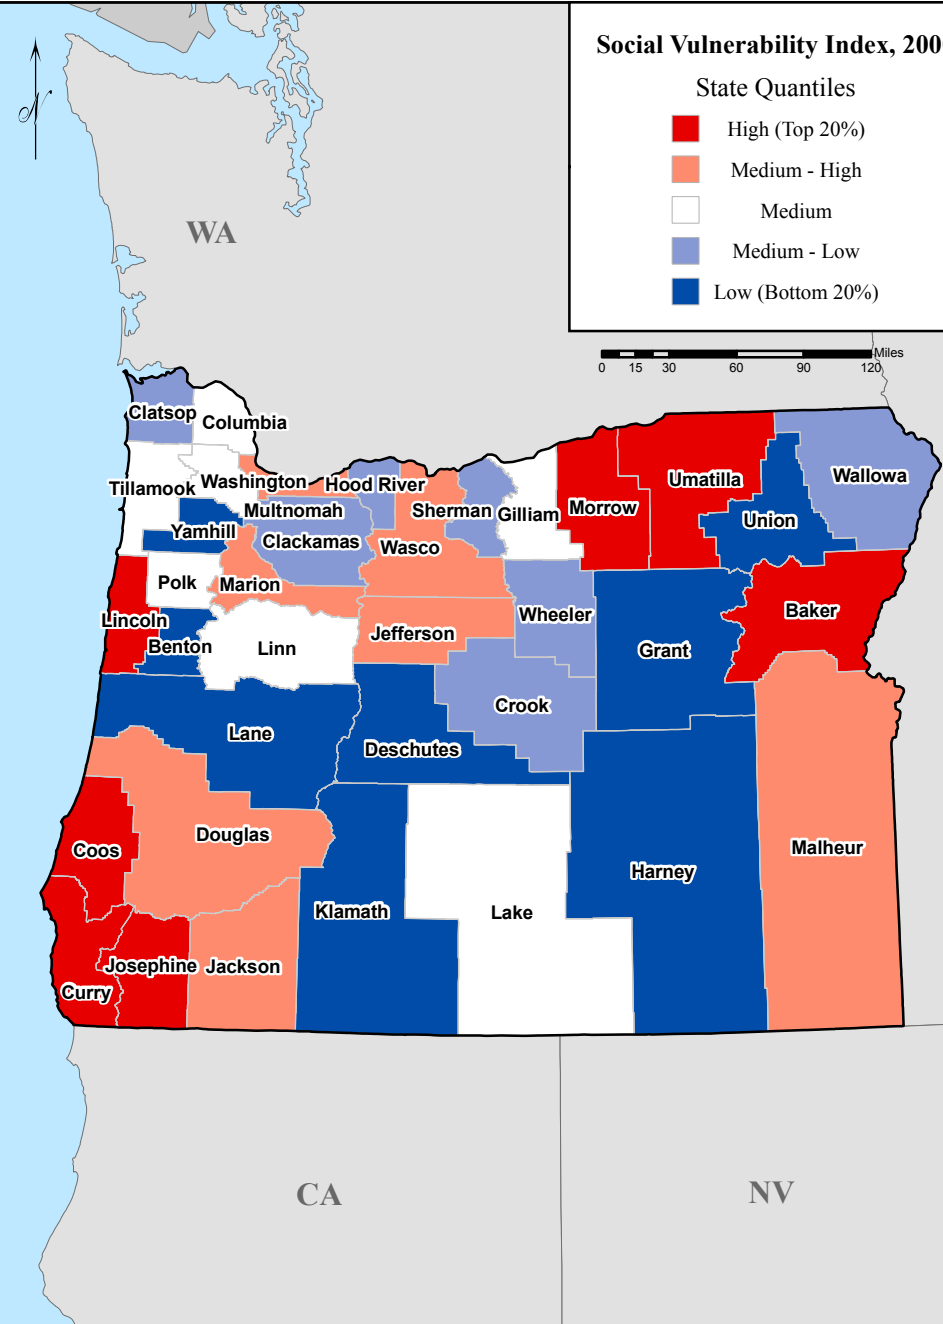 Social Vulnerability Index, 200
State Quantiles
High (Top 20%)
Medium - High
Medium
Medium - Low
Low (Bottom 20%)
N
WA
Miles
0 15 30 60 90 120
Clatsop
Columbia
Tillamook
Washington
Hood River
Multnomah
Sherman
Gilliam
Morrow
Umatilla
Wallowa
Union
Yamhill
Clackamas
Wasco
Polk
Marion
Lincoln
Benton
Linn
Jefferson
Wheeler
Grant
Baker
Crook
Lane
Deschutes
Douglas
Coos
Malheur
Harney
Klamath
Lake
Josephine
Jackson
Curry
CA
NV